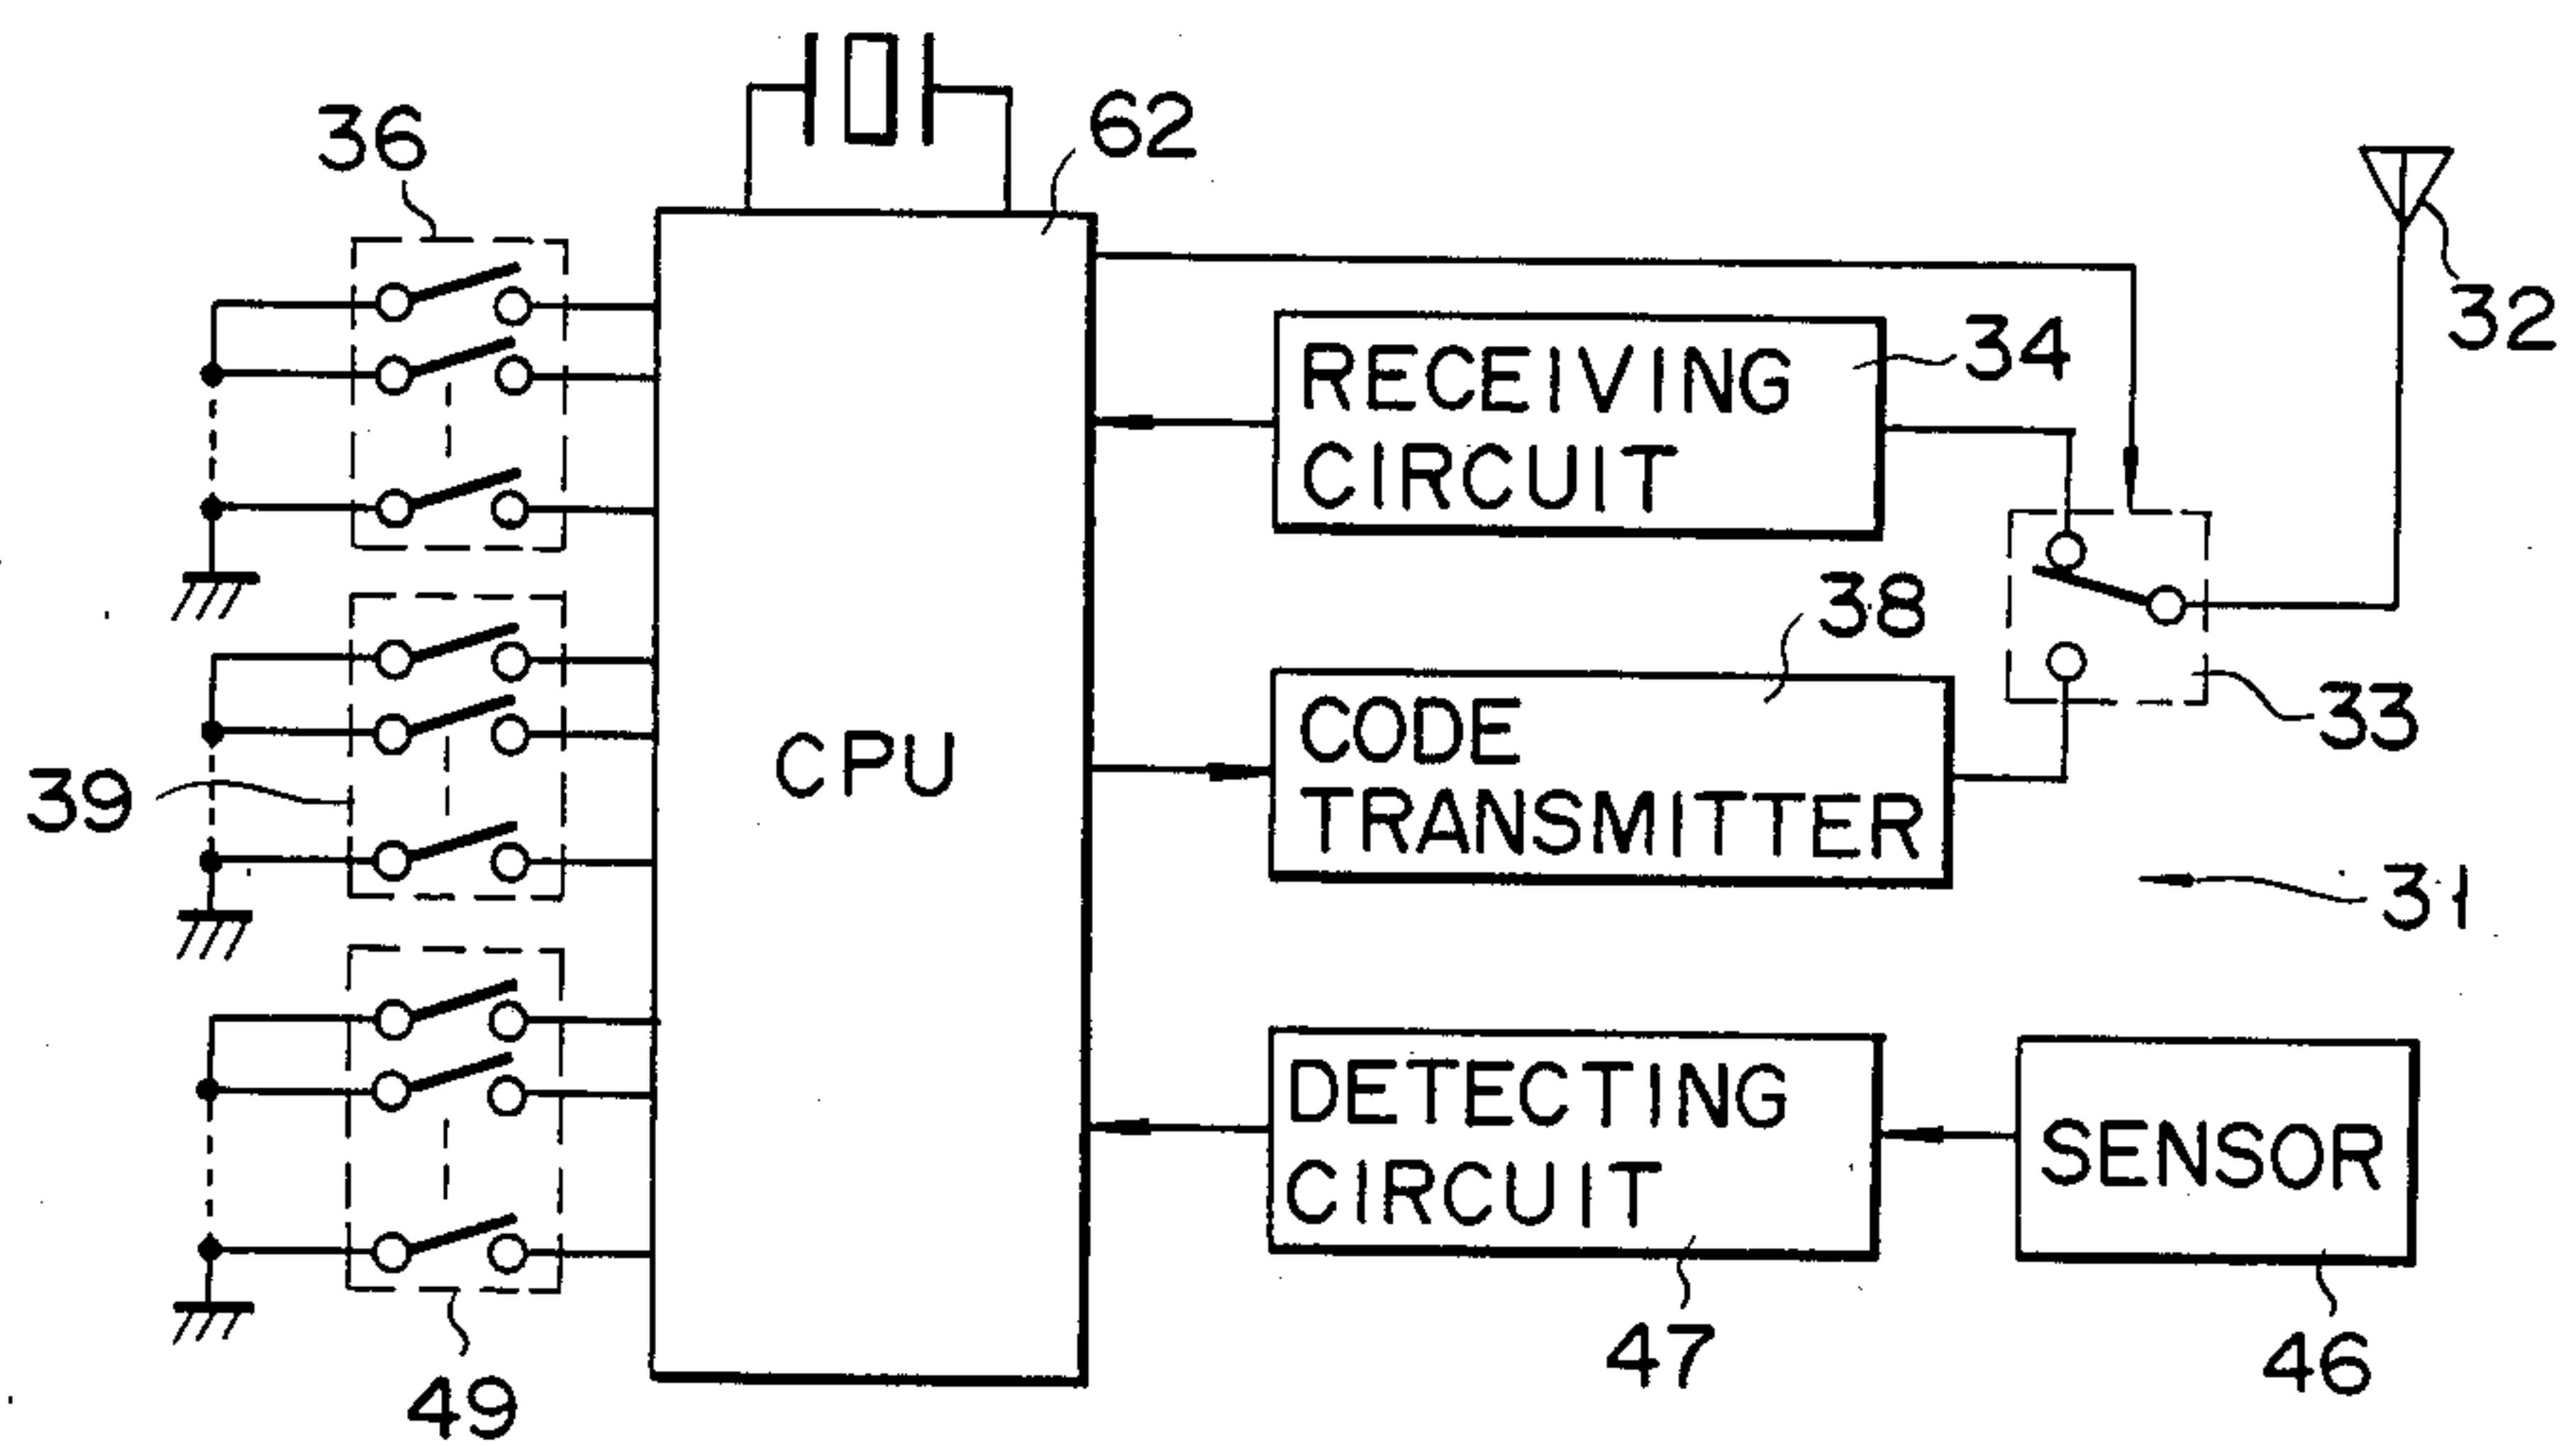 36
62
32
RECEIVING
CIRCUIT
34
38
CODE
TRANSMITTER
33
CPU
39
31
DETECTING
CIRCUIT
SENSOR
47
46
49